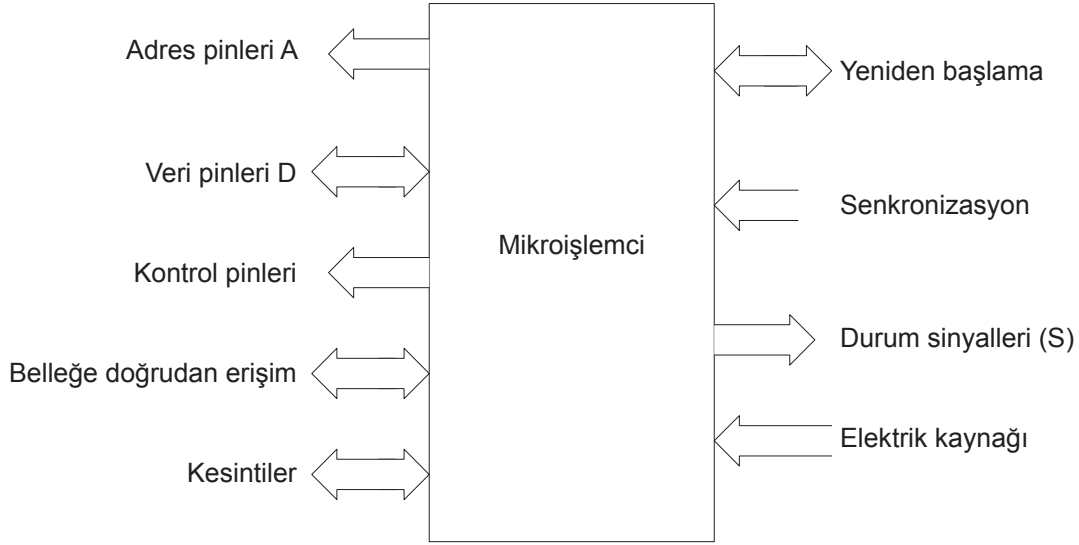 Adres pinleri A
Veri pinleri D
Kontrol pinleri
Belleğe doğrudan erişim
Kesintiler
Mikroişlemci
Yeniden başlama
Senkronizasyon
Durum sinyalleri (S)
Elektrik kaynağı